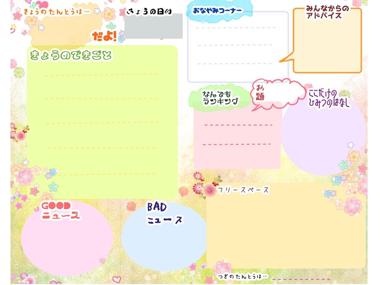 きょうのたんとうは…
だよ!
きょうの日付
きょうのできごと
GOOD
ニュース
BAD
ニュース
おなやみコーナー
みんなからの
アドバイス
なんでも
ランキング
お題
ここだけの
ひみつのはなし
フリースペース
つぎのたんとうは…